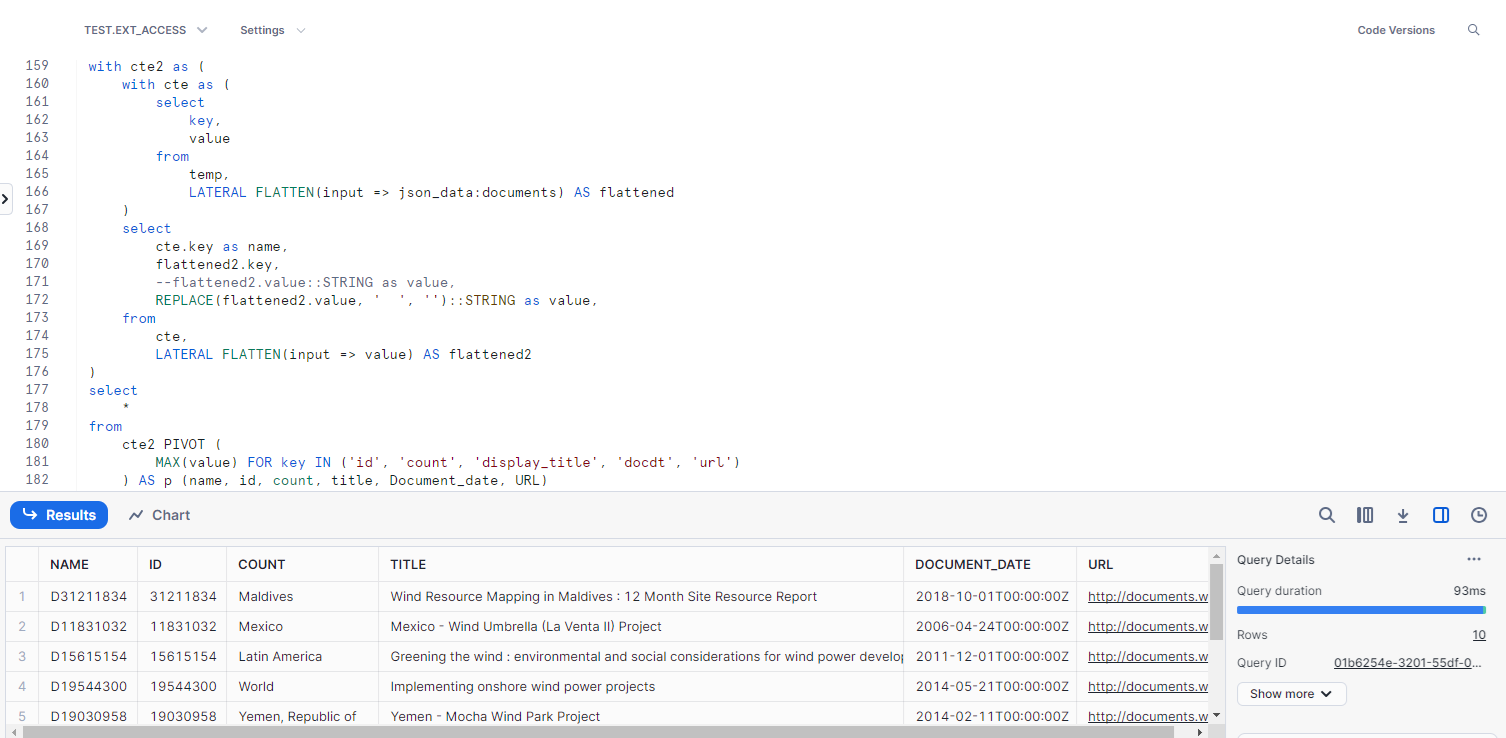 TEST.EXT_ACCESS Settings Code Versions
159 with cte2 as (
160 with cte as (
161 select
162 key,
163 value
164 from
165 temp,
166 LATERAL FLATTEN(input => json_data:documents) AS flattened
167 )
168 select
169 cte.key as name,
170 flattened2.key,
171 --flattened2.value::STRING as value,
172 REPLACE(flattened2.value, '  ', '')::STRING as value,
173 from
174 cte,
175 LATERAL FLATTEN(input => value) AS flattened2
176 )
177 select
178 *
179 from
180 cte2 PIVOT (
181 MAX(value) FOR key IN ('id', 'count', 'display_title', 'docdt', 'url')
182 ) AS p (name, id, count, title, Document_date, URL)
Results Chart
NAME ID COUNT TITLE DOCUMENT_DATE URL
1 D31211834 31211834 Maldives Wind Resource Mapping in Maldives : 12 Month Site Resource Report 2018-10-01T00:00:00Z http://documents.w
2 D11831032 11831032 Mexico Mexico - Wind Umbrella (La Venta II) Project 2006-04-24T00:00:00Z http://documents.w
3 D15615154 15615154 Latin America Greening the wind : environmental and social considerations for wind power develop 2011-12-01T00:00:00Z http://documents.w
4 D19544300 19544300 World Implementing onshore wind power projects 2014-05-21T00:00:00Z http://documents.w
5 D19030958 19030958 Yemen, Republic of Yemen - Mocha Wind Park Project 2014-02-11T00:00:00Z http://documents.w
Query Details ...
Query duration 93ms
Rows 10
Query ID 01b6254e-3201-55df-0...
Show more